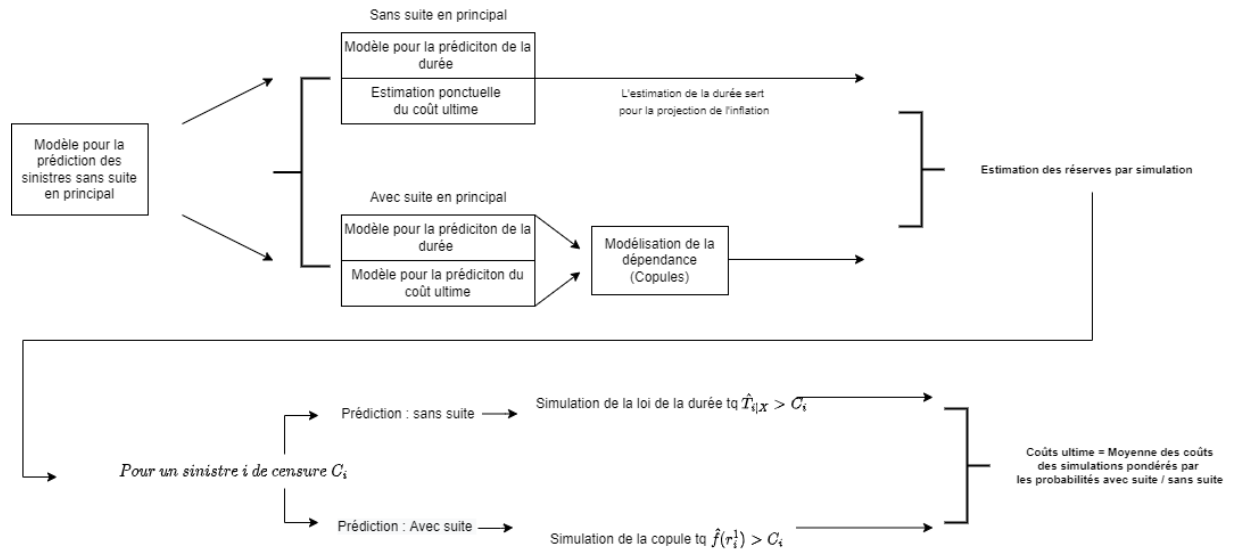 Sans suite en principal
Modèle pour la prédiciton de la
durée
Estimation ponctuelle
du coût ultime
L'estimation de la durée sert
pour la projection de l'inflation
Modèle pour la
prédiction des
sinistres sans suite
en principal
Estimation des réserves par simulation
Avec suite en principal
Modèle pour la prédiciton de la
durée
Modèle pour la prédiciton du
coût ultime
Modélisation de la
dépendance
(Copules)
Pour un sinistre i de censure C_i
Prédiction : sans suite
Simulation de la loi de la durée tq T̂_{i|X} > C_i
Prédiction : Avec suite
Simulation de la copule tq f̂(r_i^1) > C_i
Coûts ultime = Moyenne des coûts
des simulations pondérés par
les probabilités avec suite / sans suite